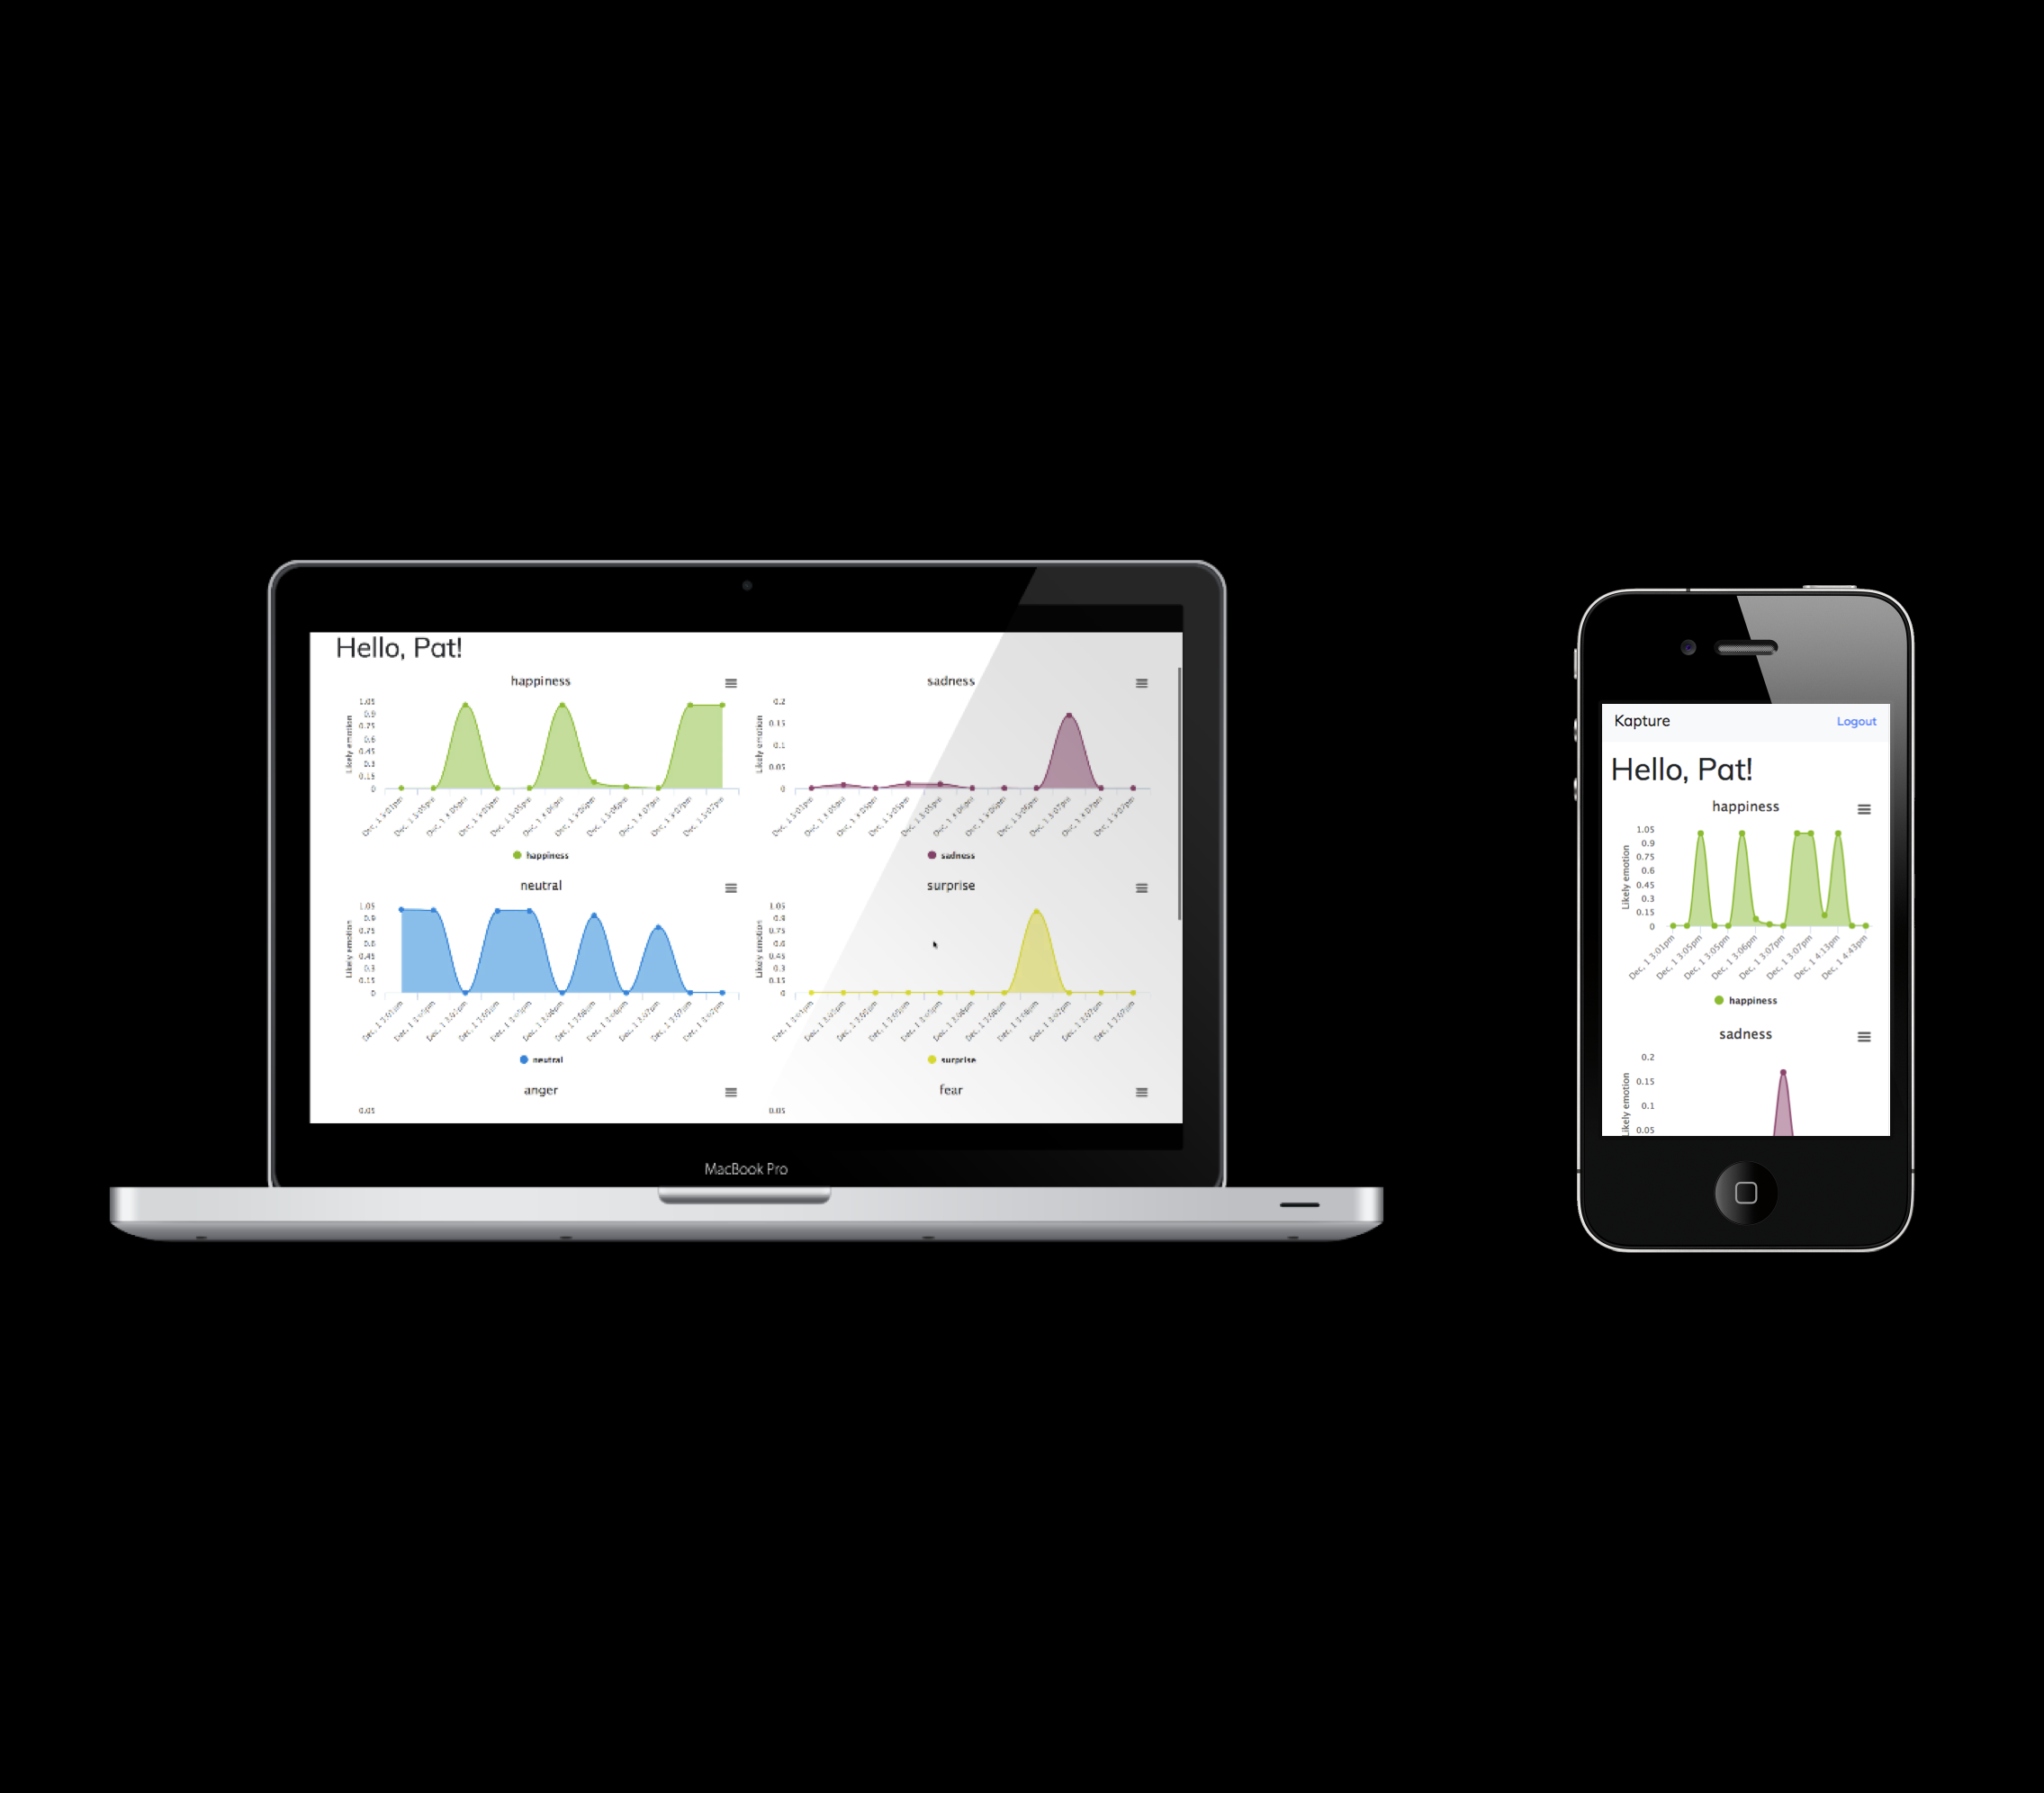 Hello, Pat!
happiness
1.05
0.9
0.75
0.6
0.45
0.3
0.15
0
Likely emotion
happiness
sadness
0.2
0.15
0.1
0.05
0
Likely emotion
sadness
neutral
1.05
0.9
0.75
0.6
0.45
0.3
0.15
0
Likely emotion
neutral
surprise
1.05
0.9
0.75
0.6
0.45
0.3
0.15
0
Likely emotion
surprise
anger
0.05
fear
0.05
MacBook Pro
Kapture
Logout
Hello, Pat!
happiness
1.05
0.9
0.75
0.6
0.45
0.3
0.15
0
Likely emotion
Dec. 1 3:01pm
Dec. 1 3:05pm
Dec. 1 3:05pm
Dec. 1 3:06pm
Dec. 1 3:07pm
Dec. 1 3:07pm
Dec. 1 4:13pm
Dec. 1 4:43pm
happiness
sadness
0.2
0.15
0.1
0.05
Likely emotion